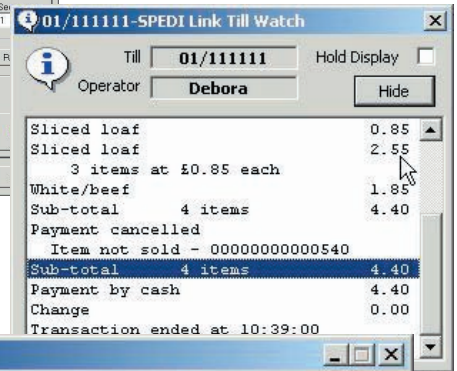 01/111111-SPEDI Link Till Watch
Till 01/111111 Hold Display
Operator Debora Hide
Sliced loaf 0.85
Sliced loaf 2.55
3 items at £0.85 each
White/beef 1.85
Sub-total 4 items 4.40
Payment cancelled
Item not sold - 00000000000540
Sub-total 4 items 4.40
Payment by cash 4.40
Change 0.00
Transaction ended at 10:39:00